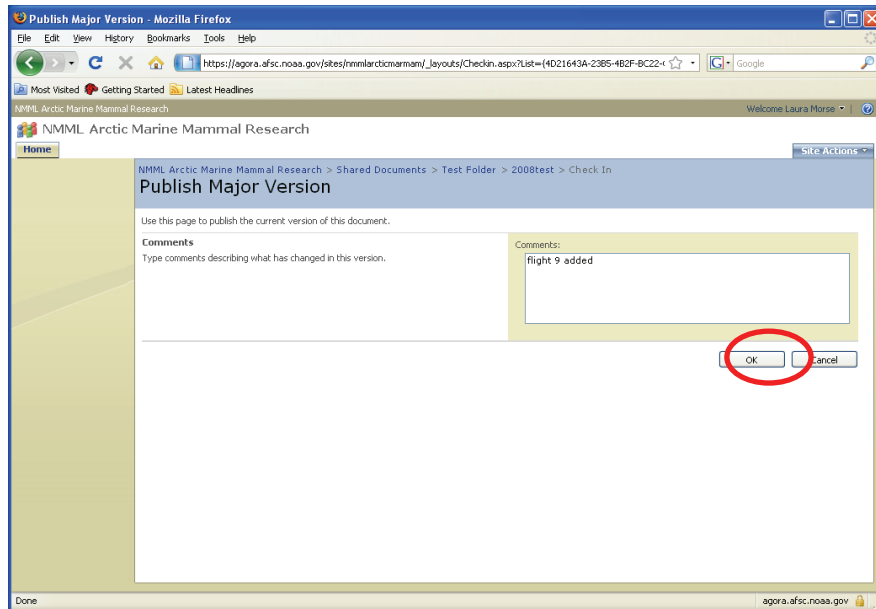 Publish Major Version - Mozilla Firefox
File Edit View History Bookmarks Tools Help
https://agora.afsc.noaa.gov/sites/nmmlarcticmarmam/_layouts/Checkin.aspx?List={4D21643A-23B5-4B2F-BC22-
G Google
Most Visited Getting Started Latest Headlines
NMML Arctic Marine Mammal Research Welcome Laura Morse
NMML Arctic Marine Mammal Research
Home Site Actions
NMML Arctic Marine Mammal Research > Shared Documents > Test Folder > 2008test > Check In
Publish Major Version
Use this page to publish the current version of this document.
Comments
Type comments describing what has changed in this version.
Comments:
flight 9 added
OK Cancel
Done agora.afsc.noaa.gov